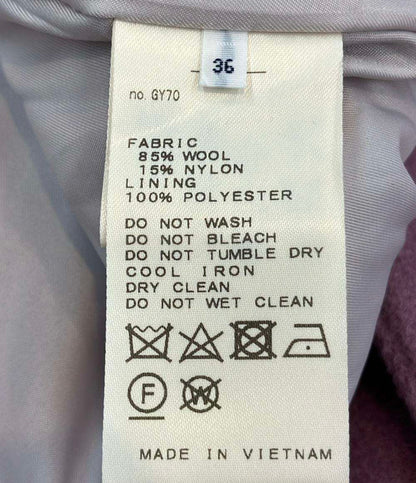 36
no. GY70
FABRIC
85% WOOL
15% NYLON
LINING
100% POLYESTER
DO NOT WASH
DO NOT BLEACH
DO NOT TUMBLE DRY
COOL IRON
DRY CLEAN
DO NOT WET CLEAN
F W
MADE IN VIETNAM